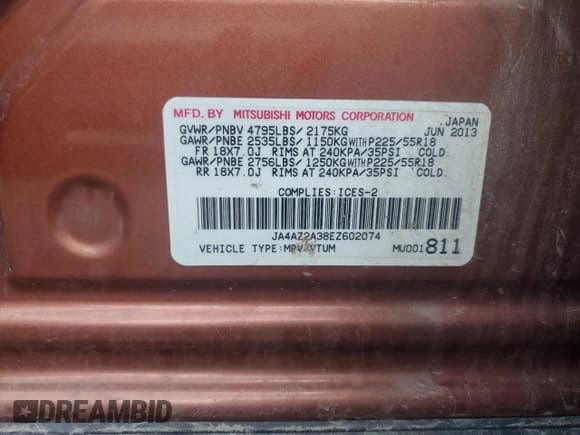 MFD. BY MITSUBISHI MOTORS CORPORATION
JAPAN
GVWR/PNBV 4795LBS/ 2175KG
JUN 2013
GAWR/PNBE 2535LBS/ 1150KG WITH P225/55R18
FR 18X7.0J RIMS AT 240KPA/35PSI COLD.
GAWR/PNBE 2756LBS/ 1250KG WITH P225/55R18
RR 18X7.0J RIMS AT 240KPA/35PSI COLD.
COMPLIES:ICES-2
JA4AZ2A38EZ602074
VEHICLE TYPE:MPV-VTUM
MU001811
DREAMBID